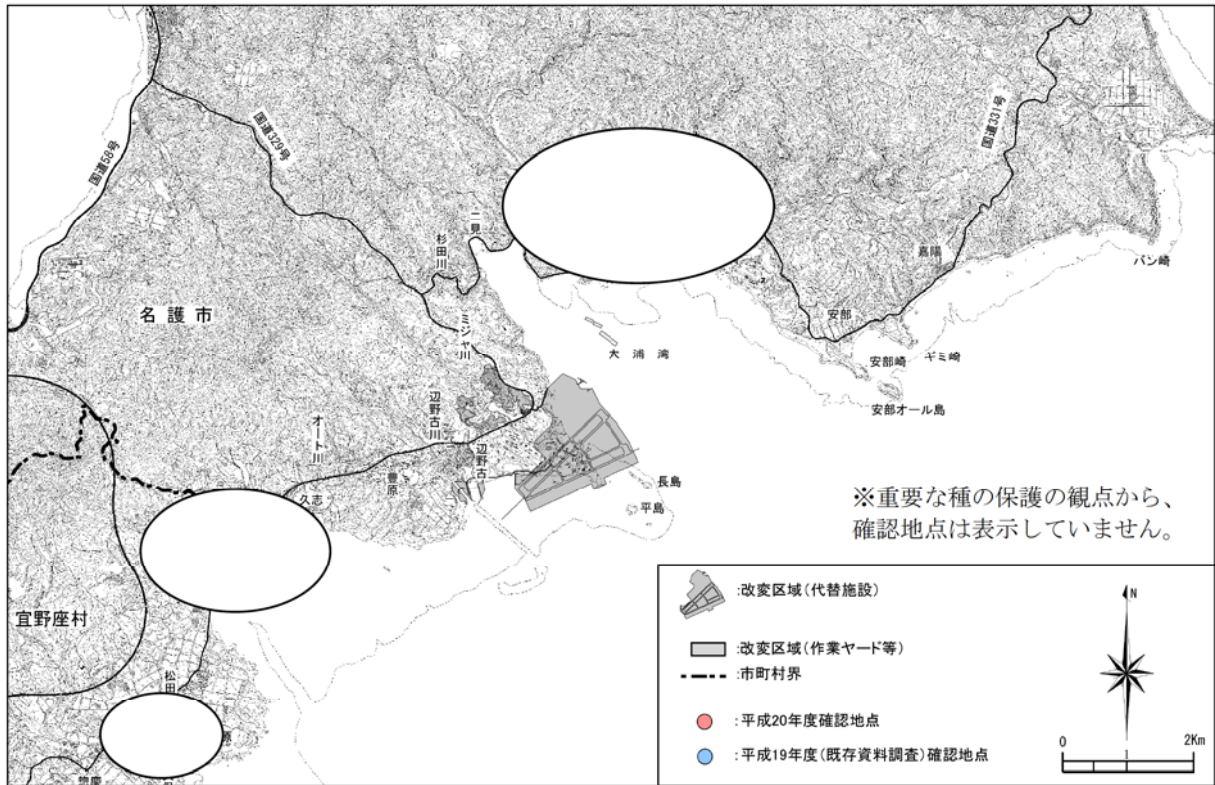 国道58号
国道329号
国道331号
二見
杉田川
嘉陽
バン崎
名護市
ミジャ川
安部
大浦湾
安部崎
ギミ崎
安部オール島
辺野古川
オート川
辺野古
豊原
久志
長島
平島
※重要な種の保護の観点から、
確認地点は表示していません。
宜野座村
松田
惣慶
:改変区域(代替施設)
:改変区域(作業ヤード等)
:市町村界
:平成20年度確認地点
:平成19年度(既存資料調査)確認地点
N
0 1 2Km